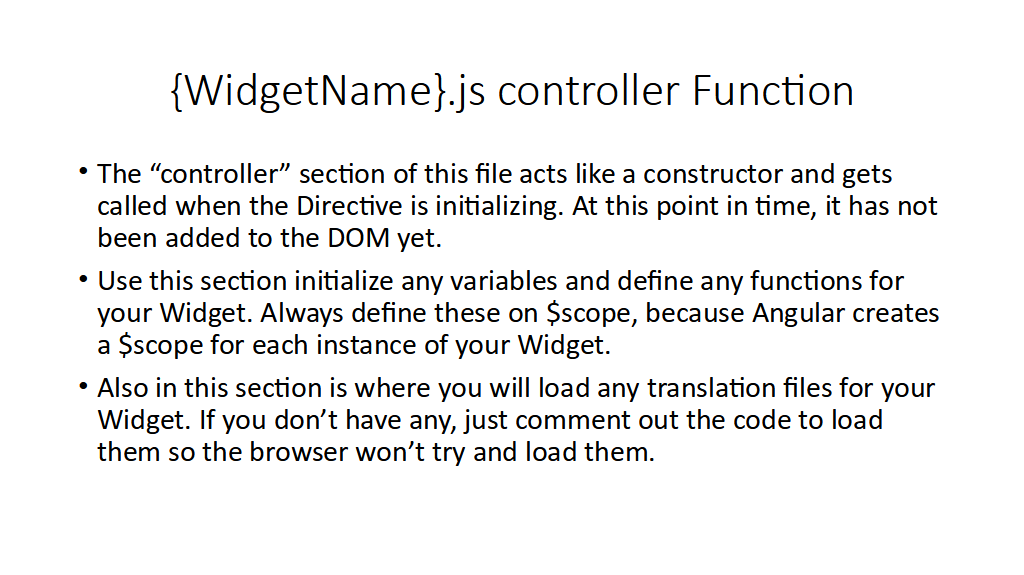 {WidgetName}.js controller Function
• The “controller” section of this file acts like a constructor and gets
called when the Directive is initializing. At this point in time, it has not
been added to the DOM yet.
• Use this section initialize any variables and define any functions for
your Widget. Always define these on $scope, because Angular creates
a $scope for each instance of your Widget.
• Also in this section is where you will load any translation files for your
Widget. If you don’t have any, just comment out the code to load
them so the browser won’t try and load them.